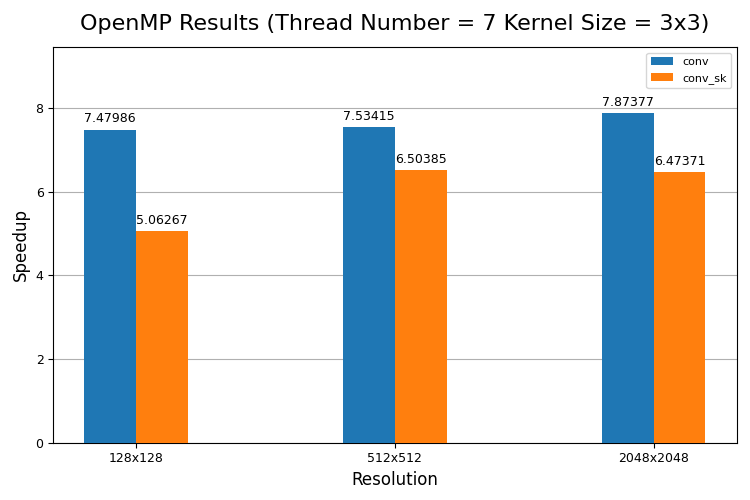 OpenMP Results (Thread Number = 7 Kernel Size = 3x3)
conv
conv_sk
7.47986
5.06267
7.53415
6.50385
7.87377
6.47371
8
6
4
2
0
Speedup
128x128
512x512
2048x2048
Resolution